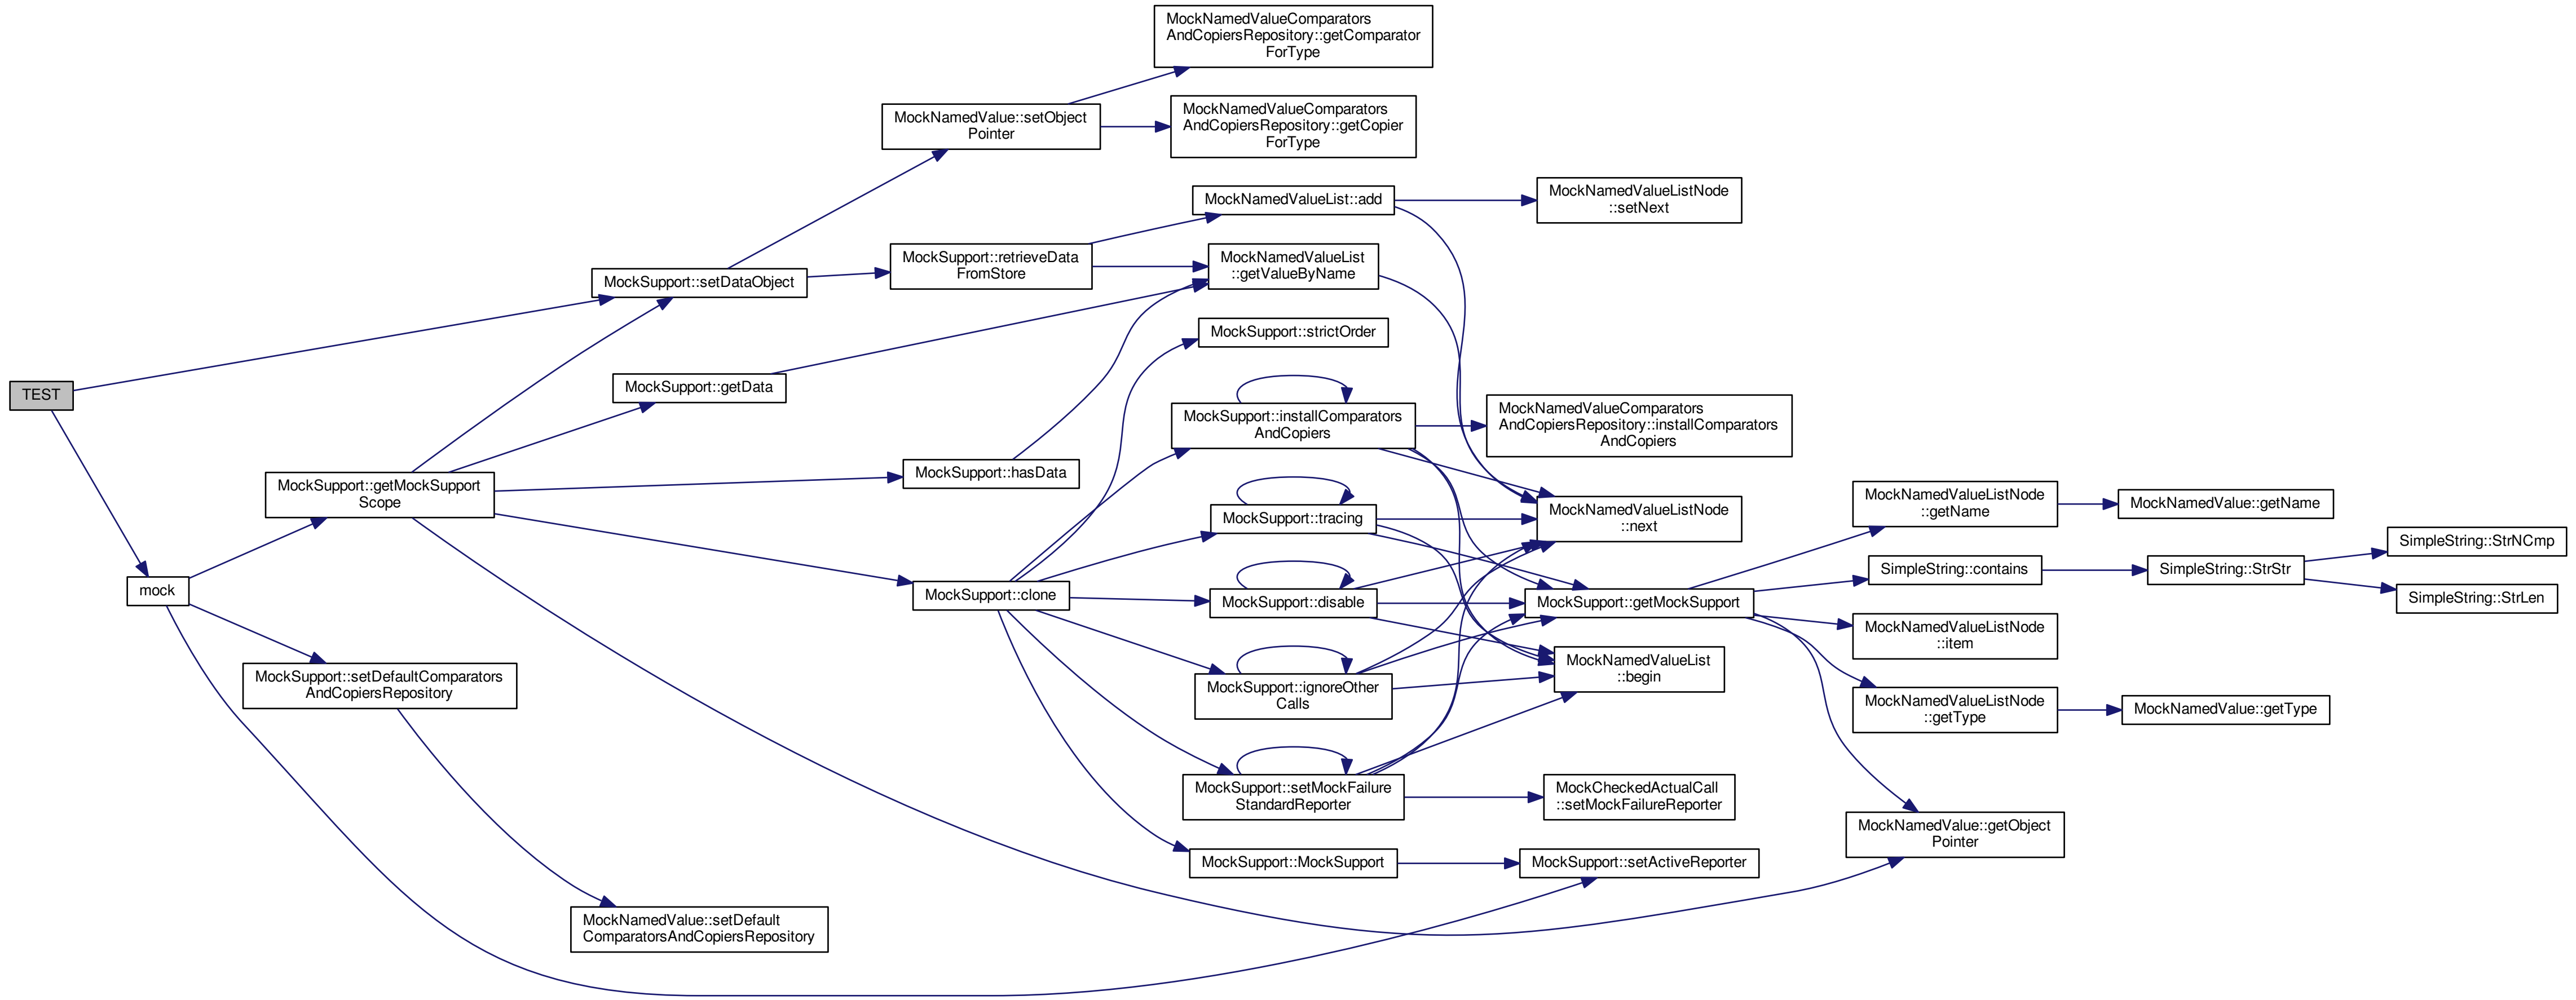 TEST
mock
MockSupport::getMockSupport
Scope
MockSupport::setDefaultComparators
AndCopiersRepository
MockSupport::setDataObject
MockSupport::getData
MockNamedValue::setDefault
ComparatorsAndCopiersRepository
MockNamedValue::setObject
Pointer
MockSupport::retrieveData
FromStore
MockSupport::hasData
MockSupport::clone
MockNamedValueComparators
AndCopiersRepository::getComparator
ForType
MockNamedValueComparators
AndCopiersRepository::getCopier
ForType
MockNamedValueList::add
MockNamedValueList
::getValueByName
MockSupport::strictOrder
MockSupport::installComparators
AndCopiers
MockSupport::tracing
MockSupport::disable
MockSupport::ignoreOther
Calls
MockSupport::setMockFailure
StandardReporter
MockSupport::MockSupport
MockNamedValueListNode
::setNext
MockNamedValueComparators
AndCopiersRepository::installComparators
AndCopiers
MockNamedValueListNode
::next
MockSupport::getMockSupport
MockNamedValueList
::begin
MockCheckedActualCall
::setMockFailureReporter
MockSupport::setActiveReporter
MockNamedValueListNode
::getName
SimpleString::contains
MockNamedValueListNode
::item
MockNamedValueListNode
::getType
MockNamedValue::getObject
Pointer
MockNamedValue::getName
SimpleString::StrStr
MockNamedValue::getType
SimpleString::StrNCmp
SimpleString::StrLen